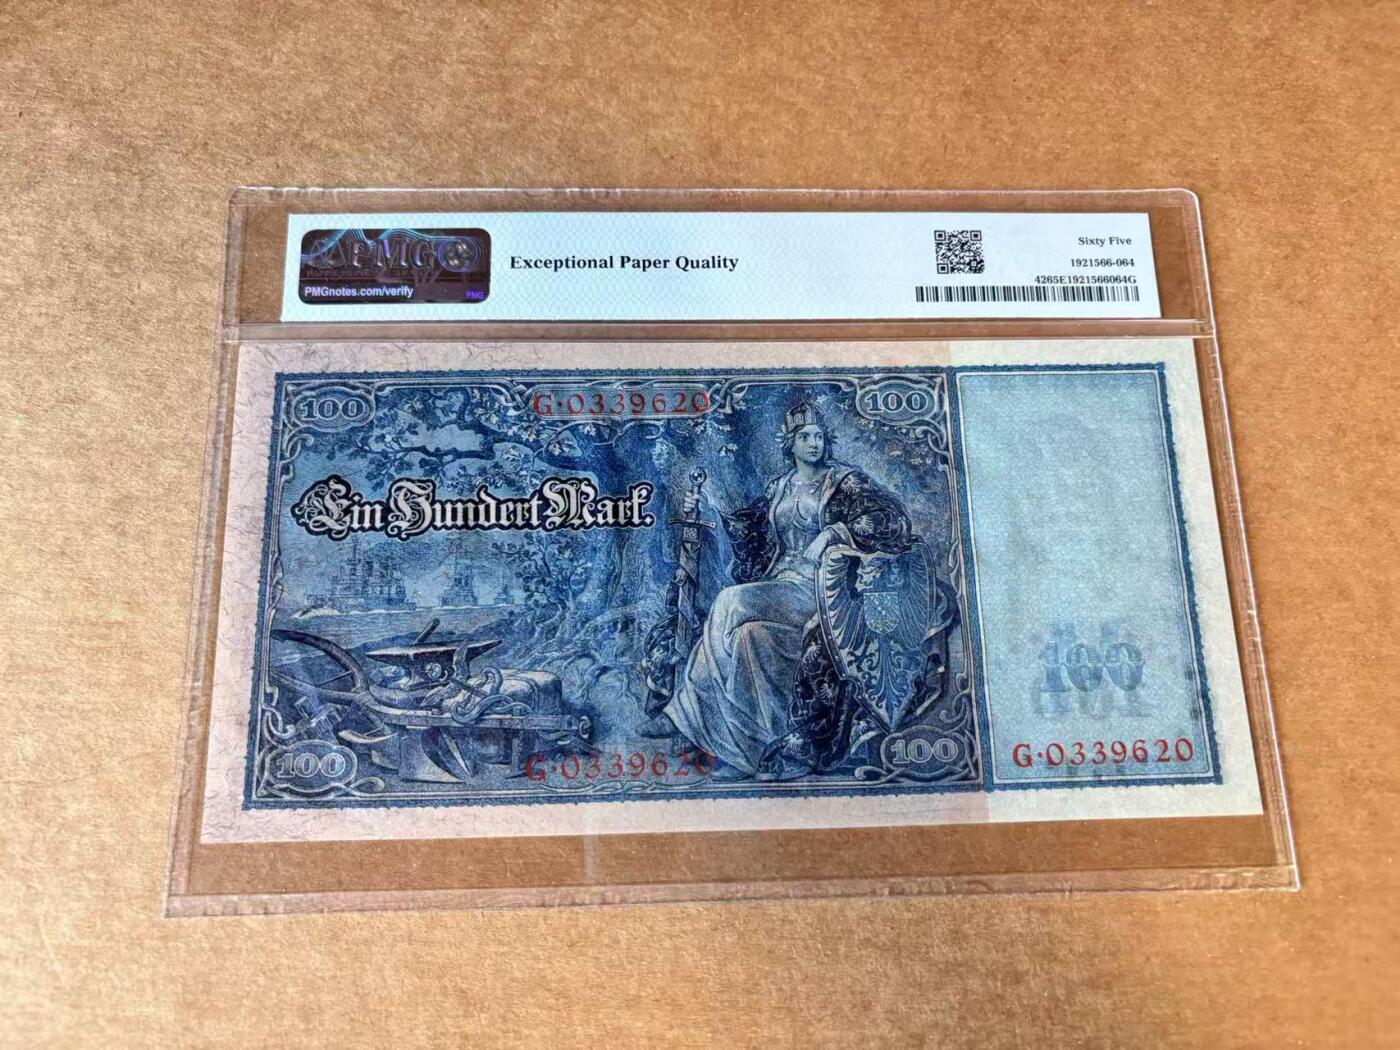 PMG
PMGnotes.com/verify
PNG
Exceptional Paper Quality
Sixty Five
1921566-064
4265E1921566064G
100
G·0339620
100
Ein Hundert Mark.
100
100
G·0339620
100
G·0339620